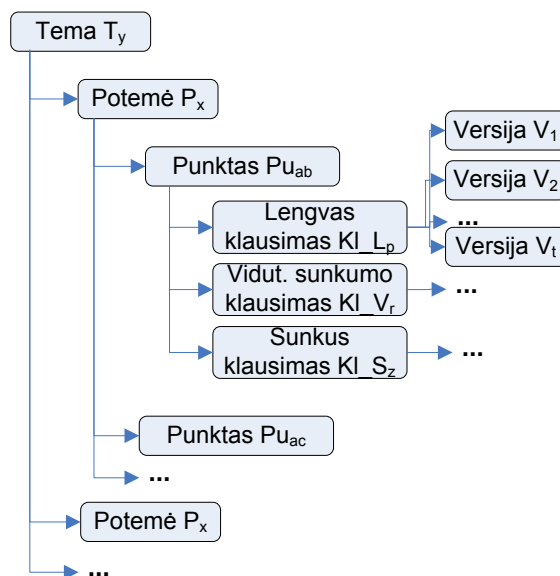 Tema Ty
Potemė Px
Versija V1
Punktas Puab
Versija V2
Lengvas
klausimas Kl_Lp
...
Versija Vt
Vidut. sunkumo
klausimas Kl_Vr
...
Sunkus
klausimas Kl_Sz
...
Punktas Puac
...
Potemė Px
...